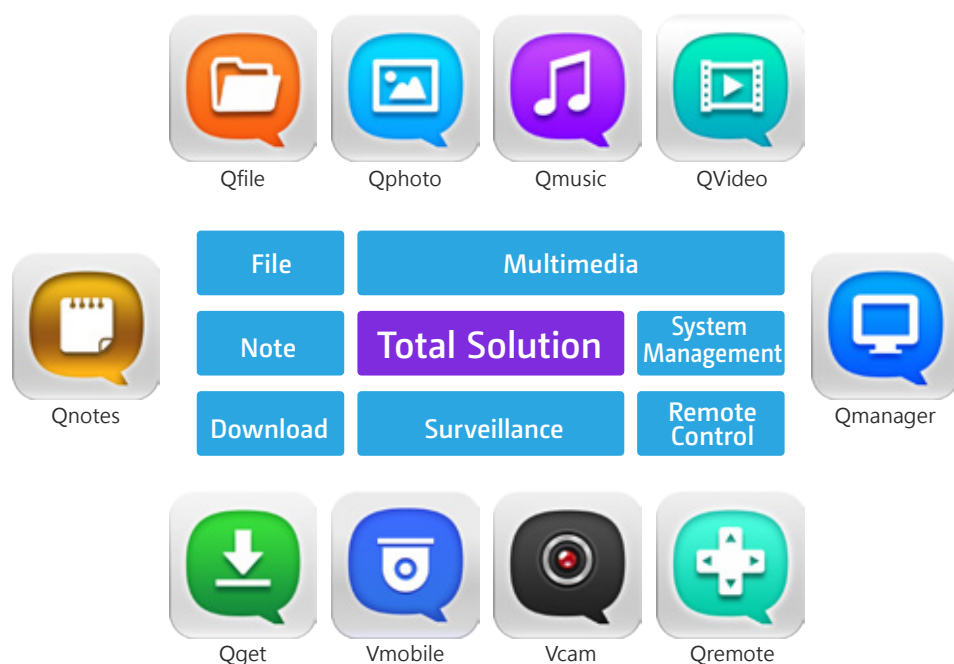 Qfile
Qphoto
Qmusic
QVideo
File
Multimedia
Qnotes
Note
Total Solution
System
Management
Qmanager
Download
Surveillance
Remote
Control
Qget
Vmobile
Vcam
Qremote